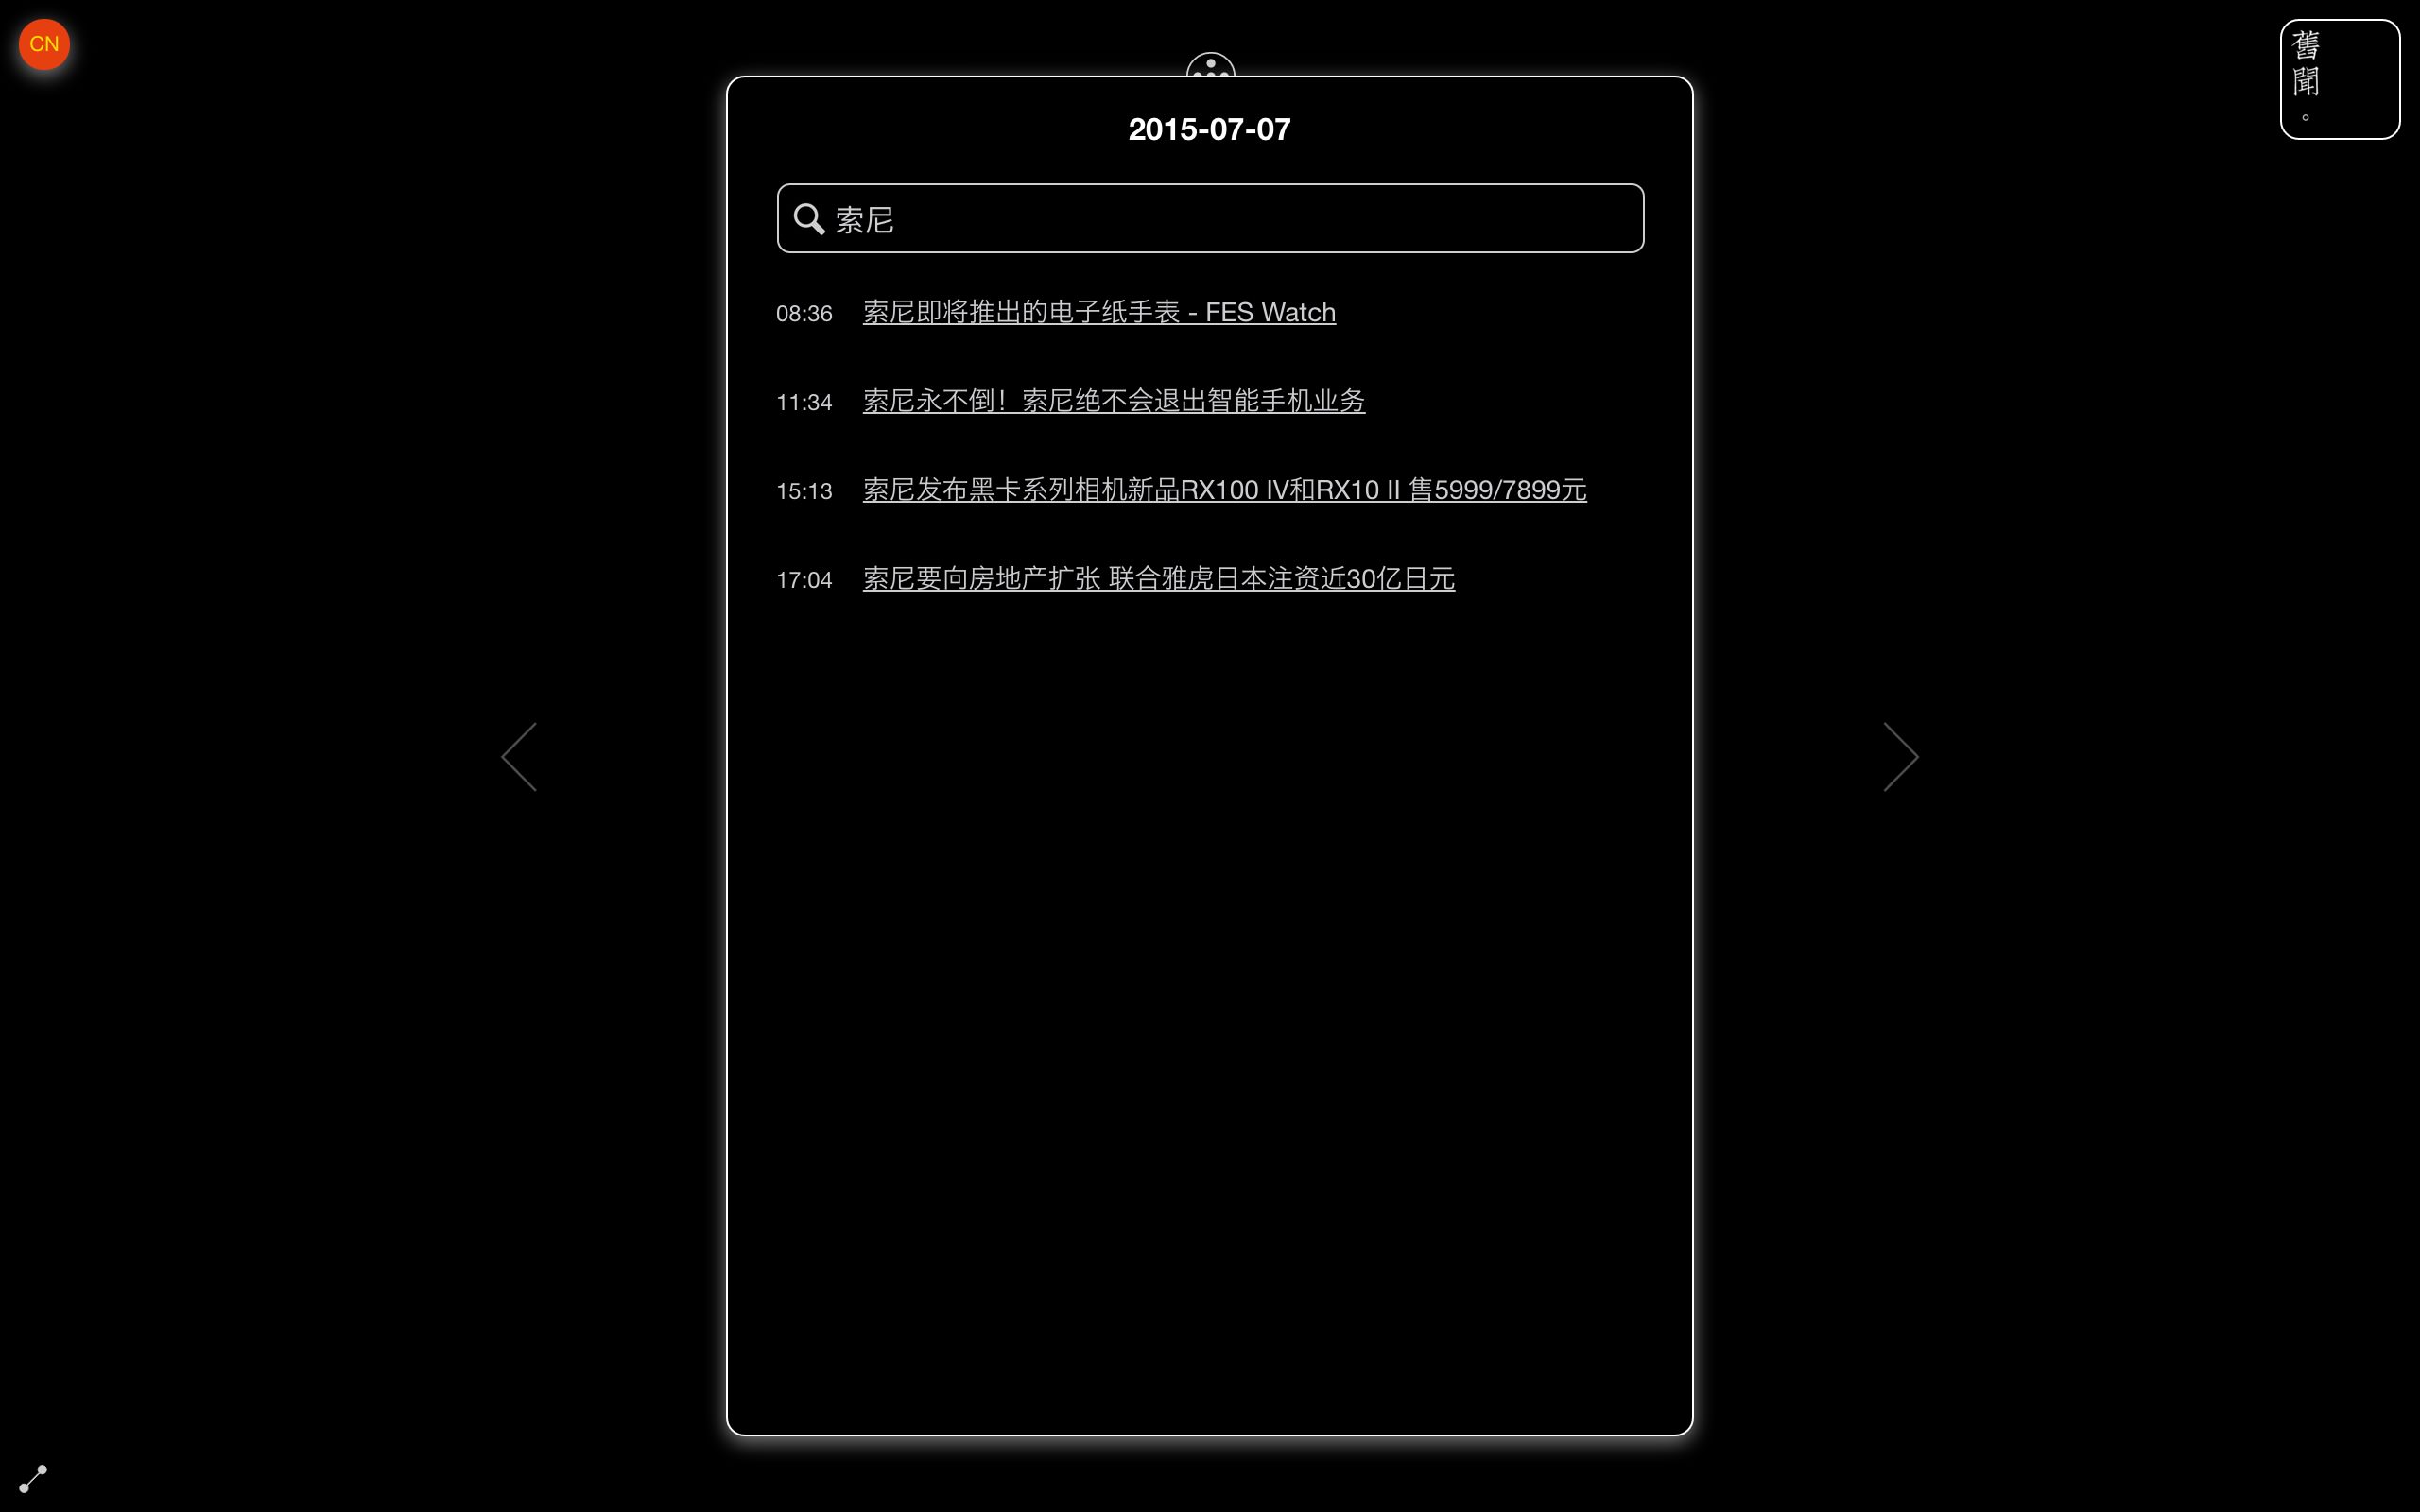 CN
舊聞。
2015-07-07
索尼
08:36 索尼即将推出的电子纸手表 - FES Watch
11:34 索尼永不倒！索尼绝不会退出智能手机业务
15:13 索尼发布黑卡系列相机新品RX100 IV和RX10 II 售5999/7899元
17:04 索尼要向房地产扩张 联合雅虎日本注资近30亿日元